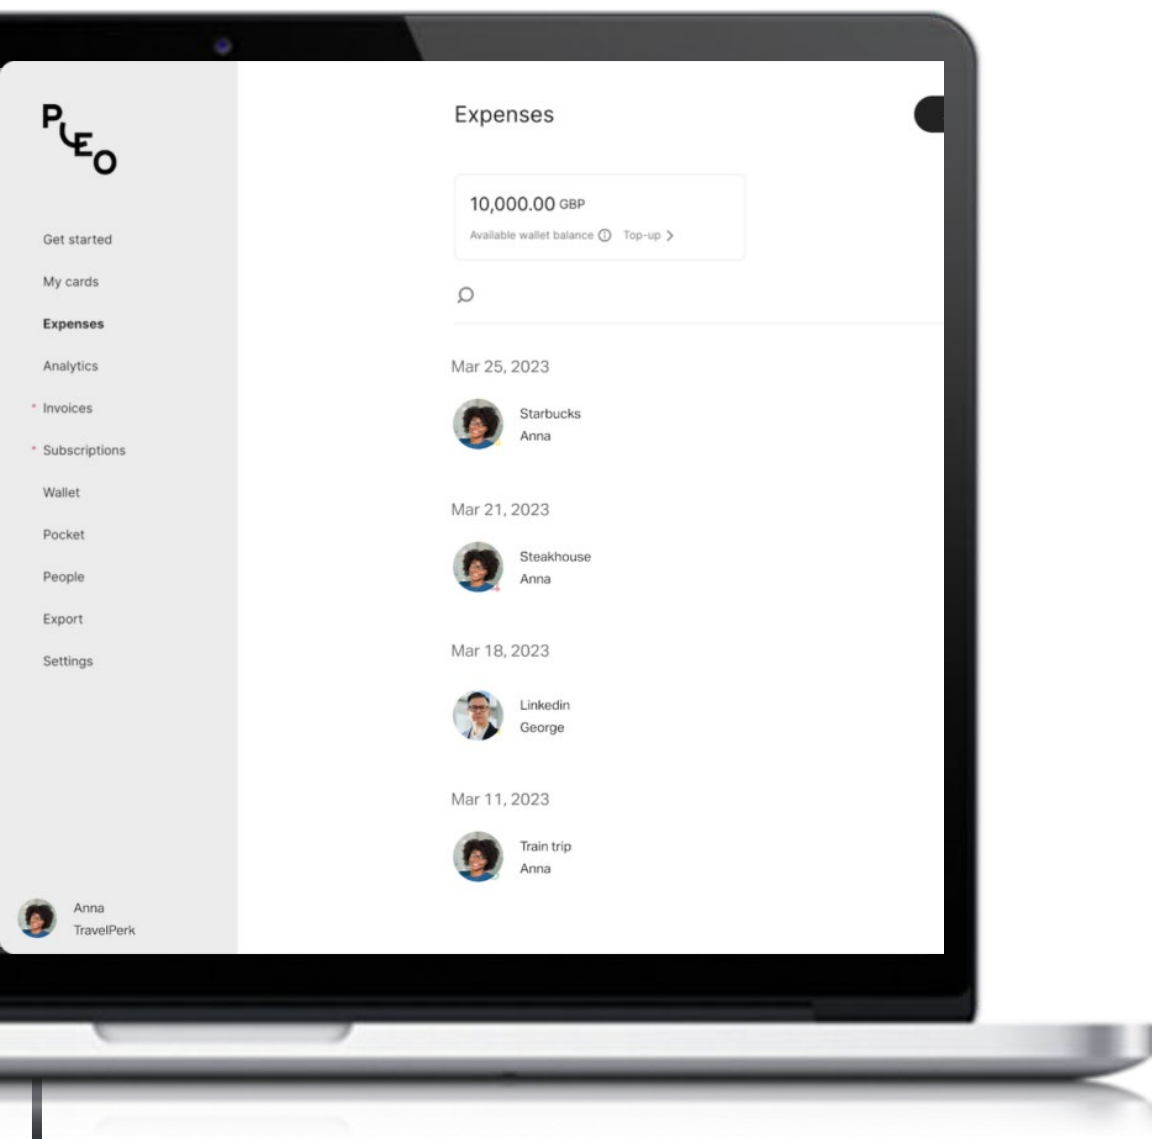 PLEO
Get started
My cards
Expenses
Analytics
Invoices
Subscriptions
Wallet
Pocket
People
Export
Settings
Anna
TravelPerk
Expenses
10,000.00 GBP
Available wallet balance Top-up
Mar 25, 2023
Starbucks
Anna
Mar 21, 2023
Steakhouse
Anna
Mar 18, 2023
Linkedin
George
Mar 11, 2023
Train trip
Anna